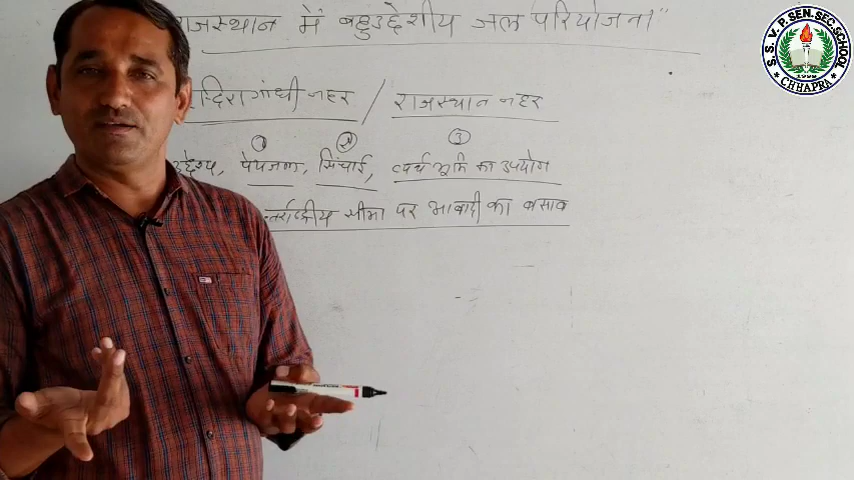 राजस्थान में बहुउद्देशीय जल परियोजना"
न्दिरा गांधी नहर / राजस्थान नहर
① ② ③
उद्देश्य, पेयजल, सिंचाई, व्यर्थ भूमि का उपयोग
न्तर्राष्ट्रीय सीमा पर आबादी का बसाव
S.S.V.P.SEN.SEC.SCHOOL
CHHAPRA